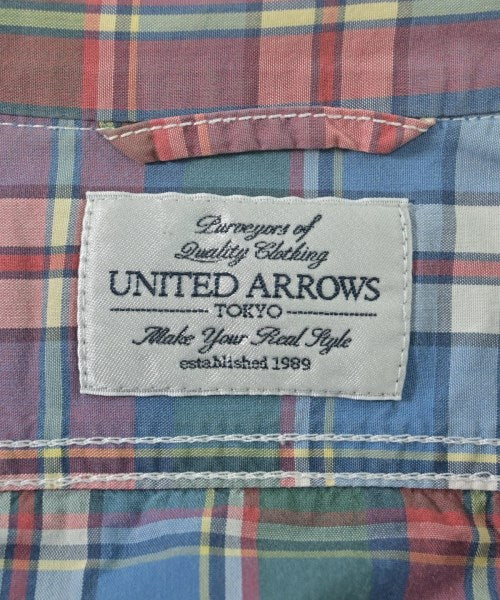 Purveyors of
Quality Clothing
UNITED ARROWS
TOKYO
Make Your Real Style
established 1989